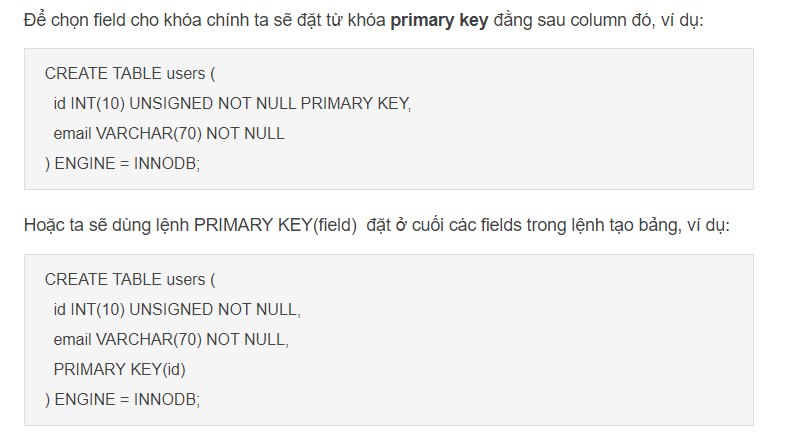 Để chọn field cho khóa chính ta sẽ đặt từ khóa primary key đằng sau column đó, ví dụ:
CREATE TABLE users (
id INT(10) UNSIGNED NOT NULL PRIMARY KEY,
email VARCHAR(70) NOT NULL
) ENGINE = INNODB;
Hoặc ta sẽ dùng lệnh PRIMARY KEY(field) đặt ở cuối các fields trong lệnh tạo bảng, ví dụ:
CREATE TABLE users (
id INT(10) UNSIGNED NOT NULL,
email VARCHAR(70) NOT NULL,
PRIMARY KEY(id)
) ENGINE = INNODB;